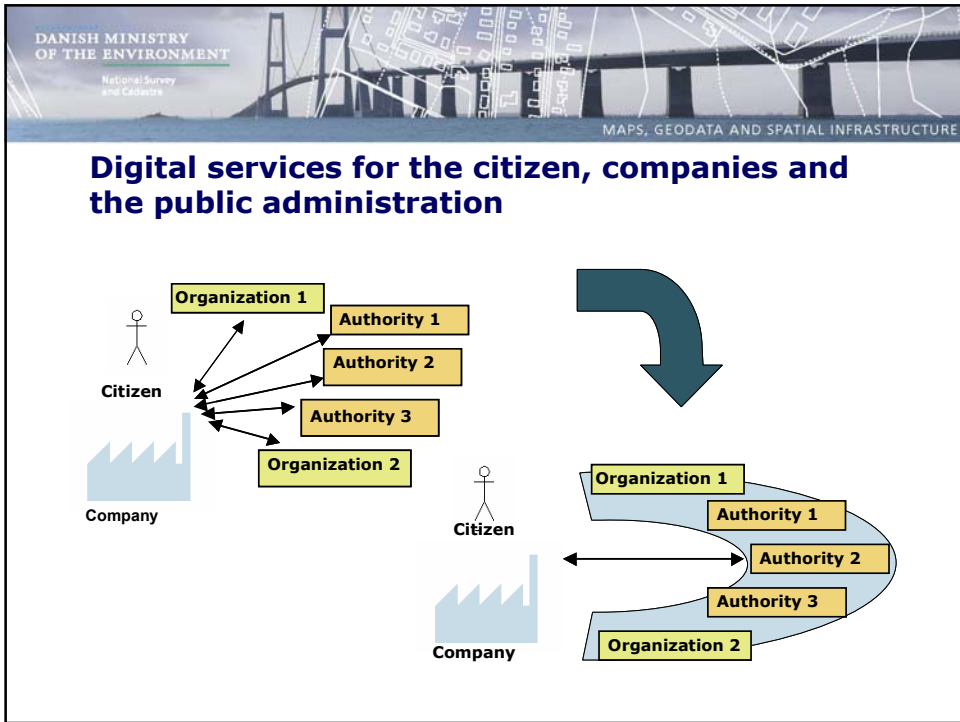 DANISH MINISTRY
OF THE ENVIRONMENT
National Survey
and Cadastre
MAPS, GEODATA AND SPATIAL INFRASTRUCTURE
Digital services for the citizen, companies and
the public administration
Organization 1
Authority 1
Authority 2
Citizen
Authority 3
Organization 2
Company
Organization 1
Authority 1
Citizen
Authority 2
Authority 3
Organization 2
Company